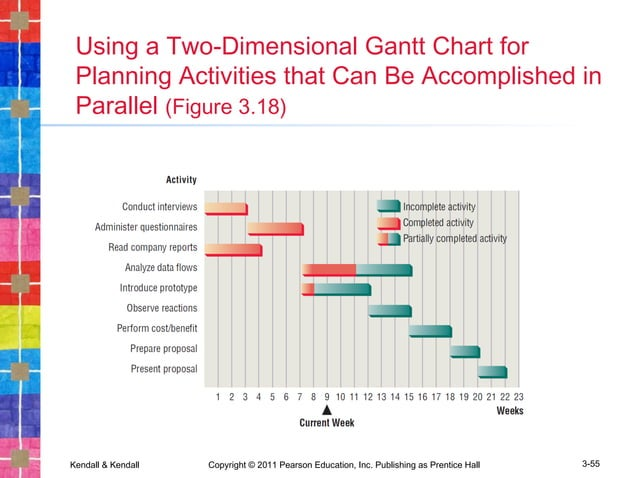 Using a Two-Dimensional Gantt Chart for
Planning Activities that Can Be Accomplished in
Parallel (Figure 3.18)
Activity
Conduct interviews
Administer questionnaires
Read company reports
Analyze data flows
Introduce prototype
Observe reactions
Perform cost/benefit
Prepare proposal
Present proposal
Incomplete activity
Completed activity
Partially completed activity
1 2 3 4 5 6 7 8 9 10 11 12 13 14 15 16 17 18 19 20 21 22 23
Weeks
Current Week
Kendall & Kendall
Copyright © 2011 Pearson Education, Inc. Publishing as Prentice Hall
3-55